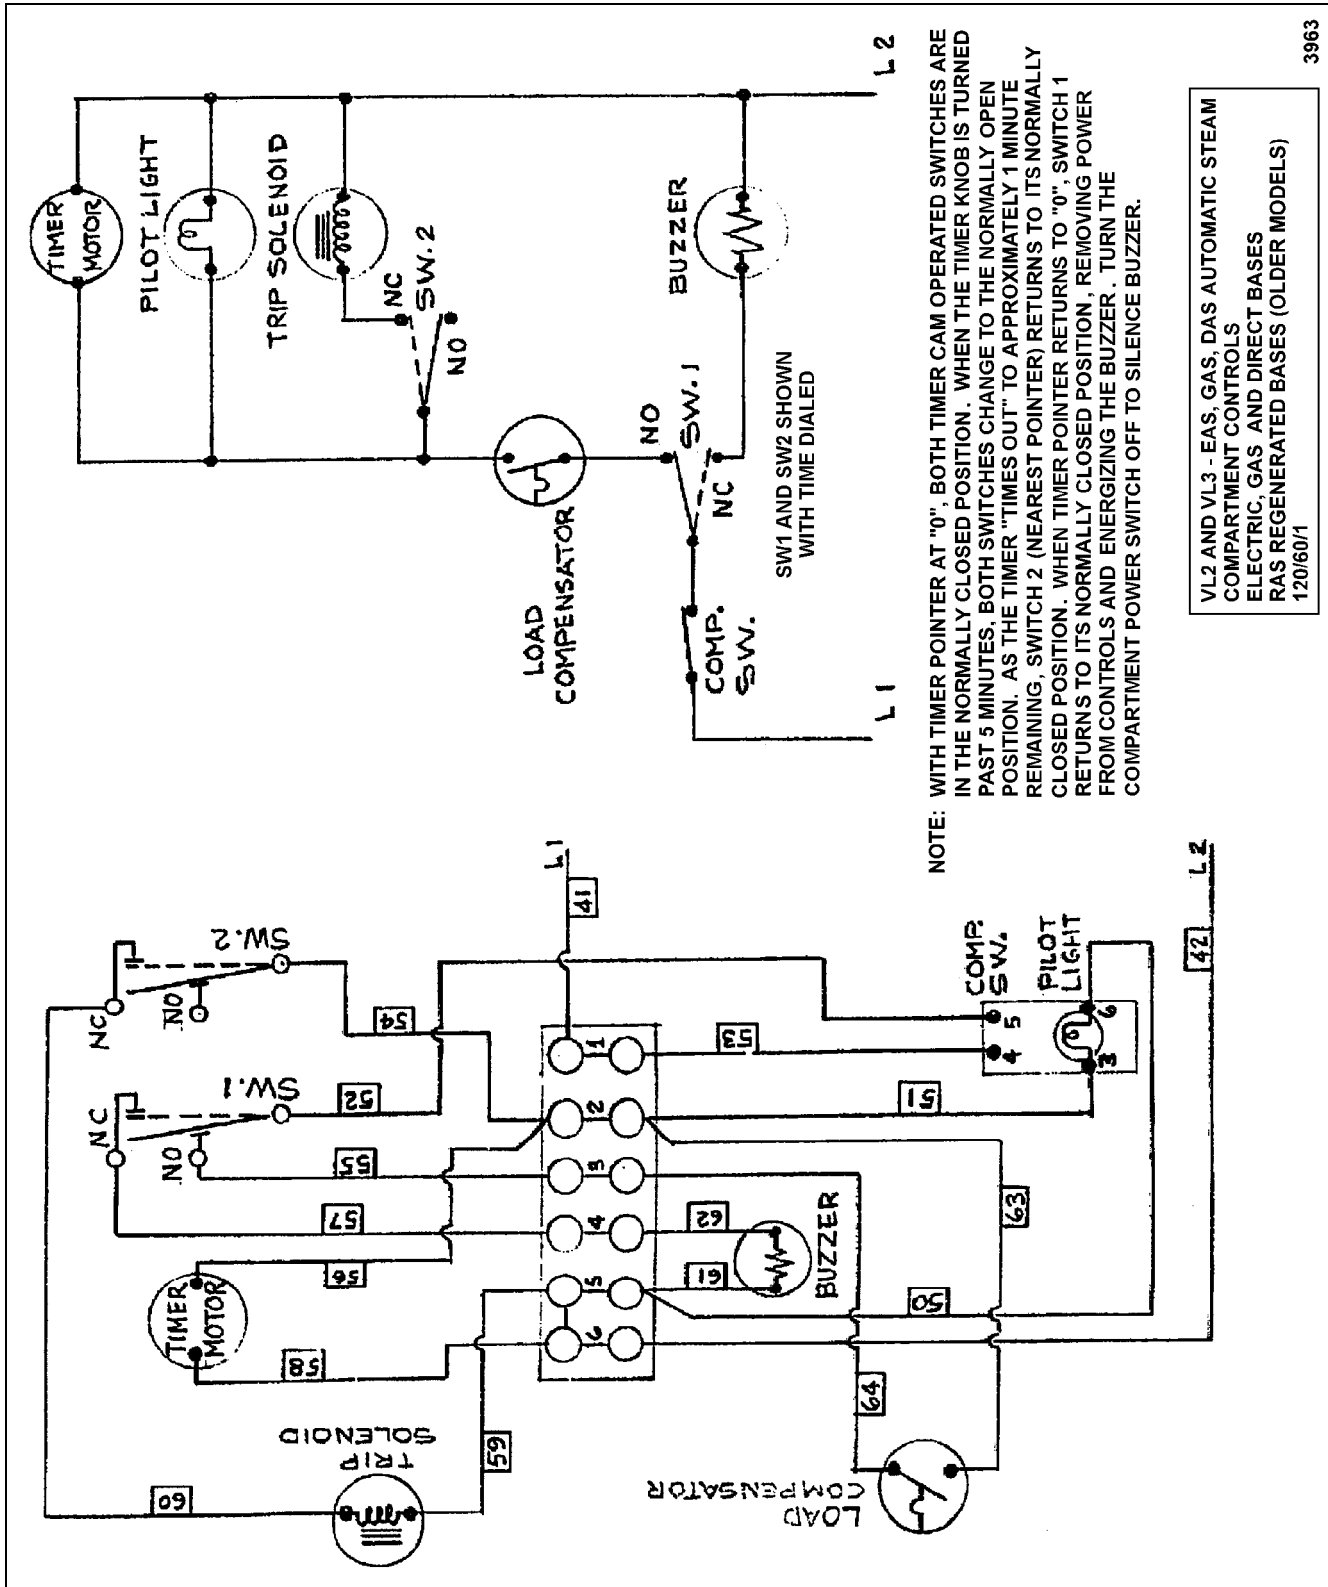 TIMER
MOTOR
PILOT LIGHT
TRIP SOLENOID
NC
SW.2
NO
BUZZER
L 2
LOAD
COMPENSATOR
NO
SW.1
NC
COMP.
SW.
L 1
SW1 AND SW2 SHOWN
WITH TIME DIALED
NOTE: WITH TIMER POINTER AT "0", BOTH TIMER CAM OPERATED SWITCHES ARE
IN THE NORMALLY CLOSED POSITION. WHEN THE TIMER KNOB IS TURNED
PAST 5 MINUTES, BOTH SWITCHES CHANGE TO THE NORMALLY OPEN
POSITION. AS THE TIMER "TIMES OUT" TO APPROXIMATELY 1 MINUTE
REMAINING, SWITCH 2 (NEAREST POINTER) RETURNS TO ITS NORMALLY
CLOSED POSITION. WHEN TIMER POINTER RETURNS TO "0", SWITCH 1
RETURNS TO ITS NORMALLY CLOSED POSITION, REMOVING POWER
FROM CONTROLS AND ENERGIZING THE BUZZER. TURN THE
COMPARTMENT POWER SWITCH OFF TO SILENCE BUZZER.
VL2 AND VL3 - EAS, GAS, DAS AUTOMATIC STEAM
COMPARTMENT CONTROLS
ELECTRIC, GAS AND DIRECT BASES
RAS REGENERATED BASES (OLDER MODELS)
120/60/1
3963
NC
NO
SW.2
NC
NO
SW.1
54
52
55
57
56
58
59
60
TIMER
MOTOR
TRIP
SOLENOID
L1
41
1
2
3
4
5
6
53
51
62
61
50
63
64
BUZZER
LOAD
COMPENSATOR
COMP.
SW.
PILOT
LIGHT
5
4
6
3
42
L 2